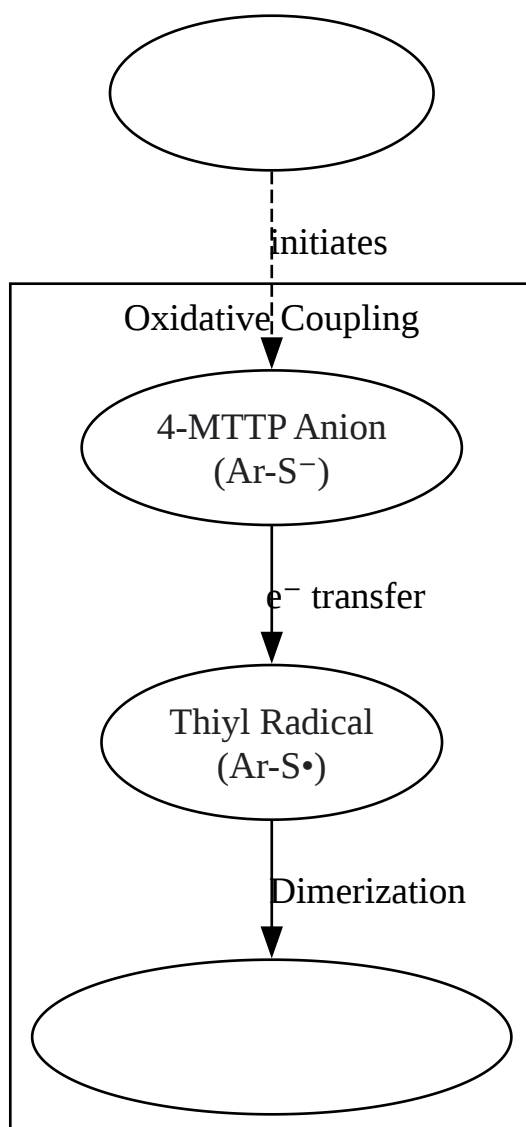 initiates
Oxidative Coupling
4-MTTP Anion
(Ar-S⁻)
e⁻ transfer
Thiyl Radical
(Ar-S•)
Dimerization